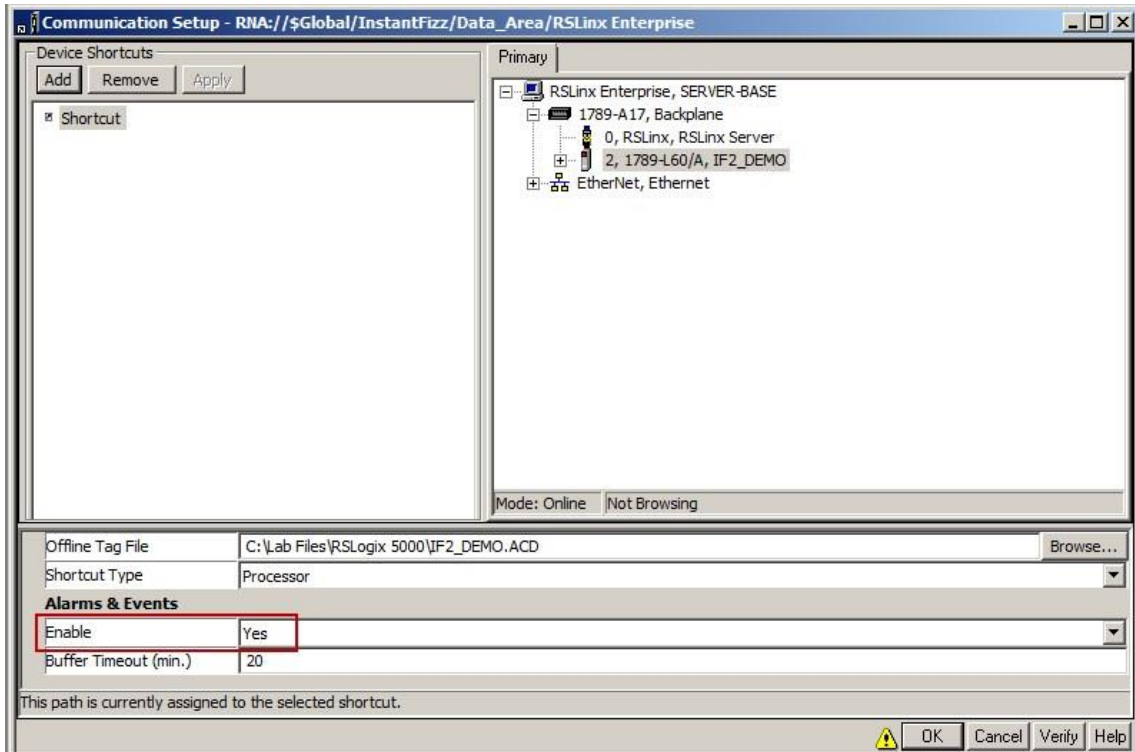 Communication Setup - RNA://$Global/InstantFizz/Data_Area/RSLinx Enterprise
Device Shortcuts
Add Remove Apply
Shortcut
Primary
RSLinx Enterprise, SERVER-BASE
1789-A17, Backplane
0, RSLinx, RSLinx Server
2, 1789-L60/A, IF2_DEMO
EtherNet, Ethernet
Mode: Online Not Browsing
Offline Tag File C:\Lab Files\RSLogix 5000\IF2_DEMO.ACD Browse...
Shortcut Type Processor
Alarms & Events
Enable Yes
Buffer Timeout (min.) 20
This path is currently assigned to the selected shortcut.
OK Cancel Verify Help